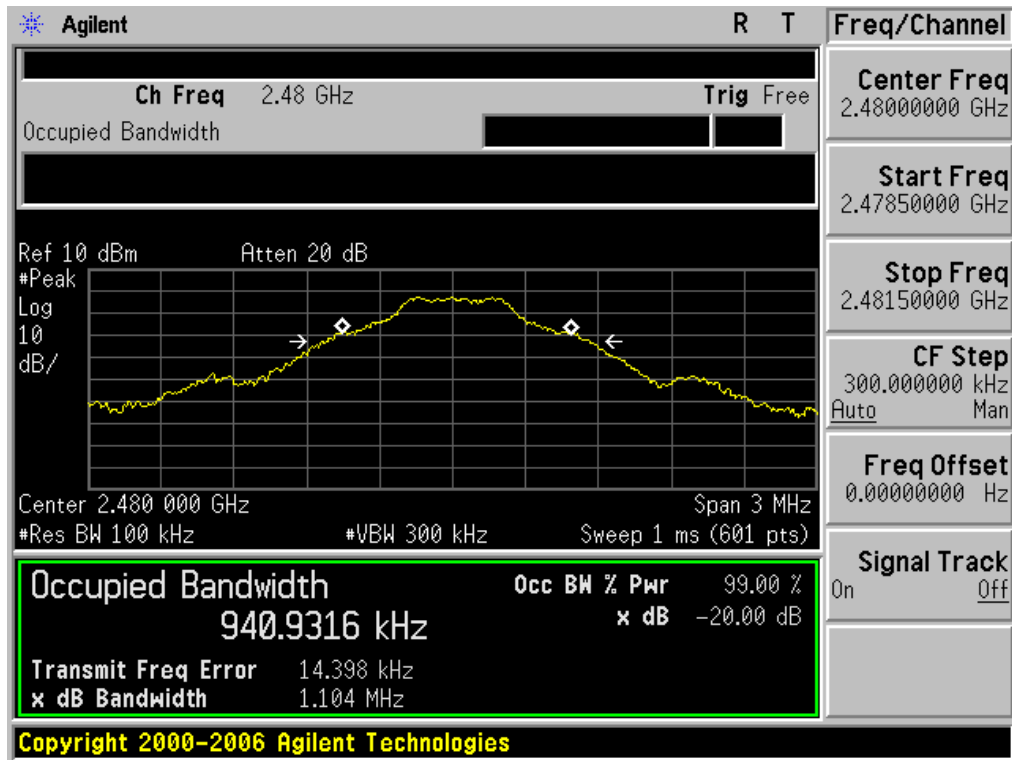 Agilent R T Freq/Channel
Ch Freq 2.48 GHz Trig Free
Occupied Bandwidth
Center Freq
2.48000000 GHz
Start Freq
2.47850000 GHz
Stop Freq
2.48150000 GHz
CF Step
300.000000 kHz
Auto Man
Freq Offset
0.00000000 Hz
Signal Track
On Off
Ref 10 dBm Atten 20 dB
#Peak
Log
10
dB/
Center 2.480 000 GHz Span 3 MHz
#Res BW 100 kHz #VBW 300 kHz Sweep 1 ms (601 pts)
Occupied Bandwidth Occ BW % Pwr 99.00 %
940.9316 kHz x dB -20.00 dB
Transmit Freq Error 14.398 kHz
x dB Bandwidth 1.104 MHz
Copyright 2000-2006 Agilent Technologies